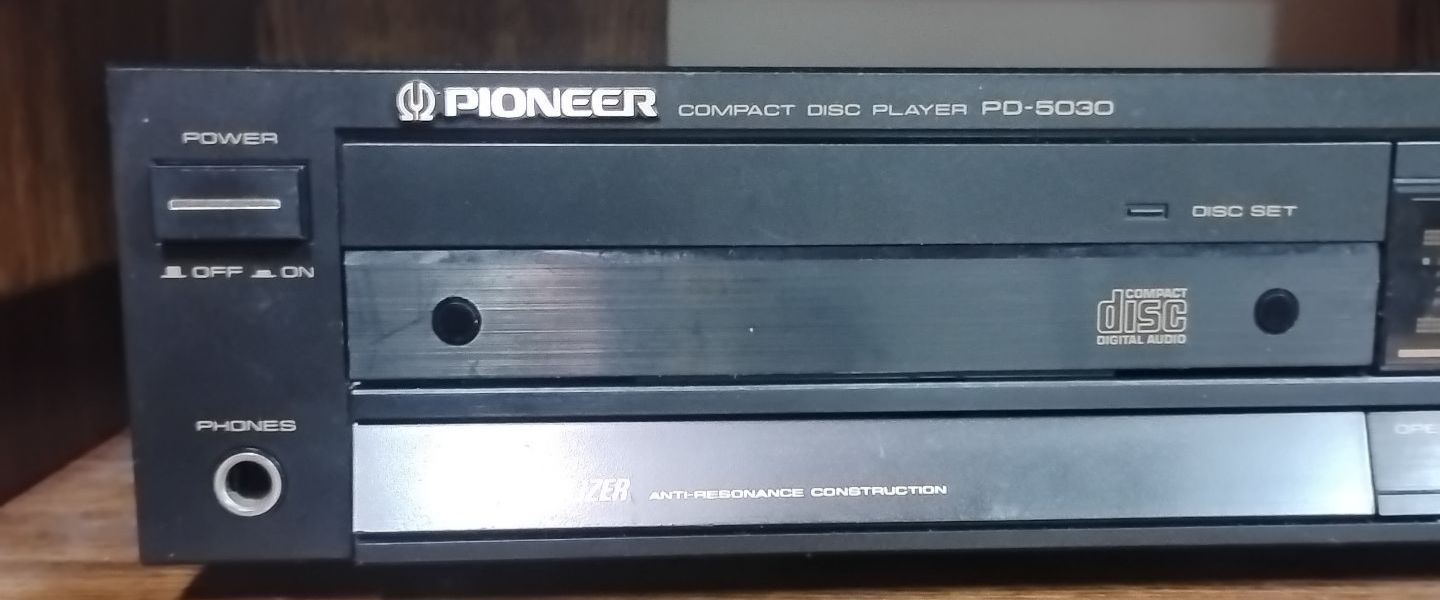 PIONEER COMPACT DISC PLAYER PD-5030
POWER
DISC SET
OFF ON
COMPACT
disc
DIGITAL AUDIO
PHONES
ANTI-RESONANCE CONSTRUCTION